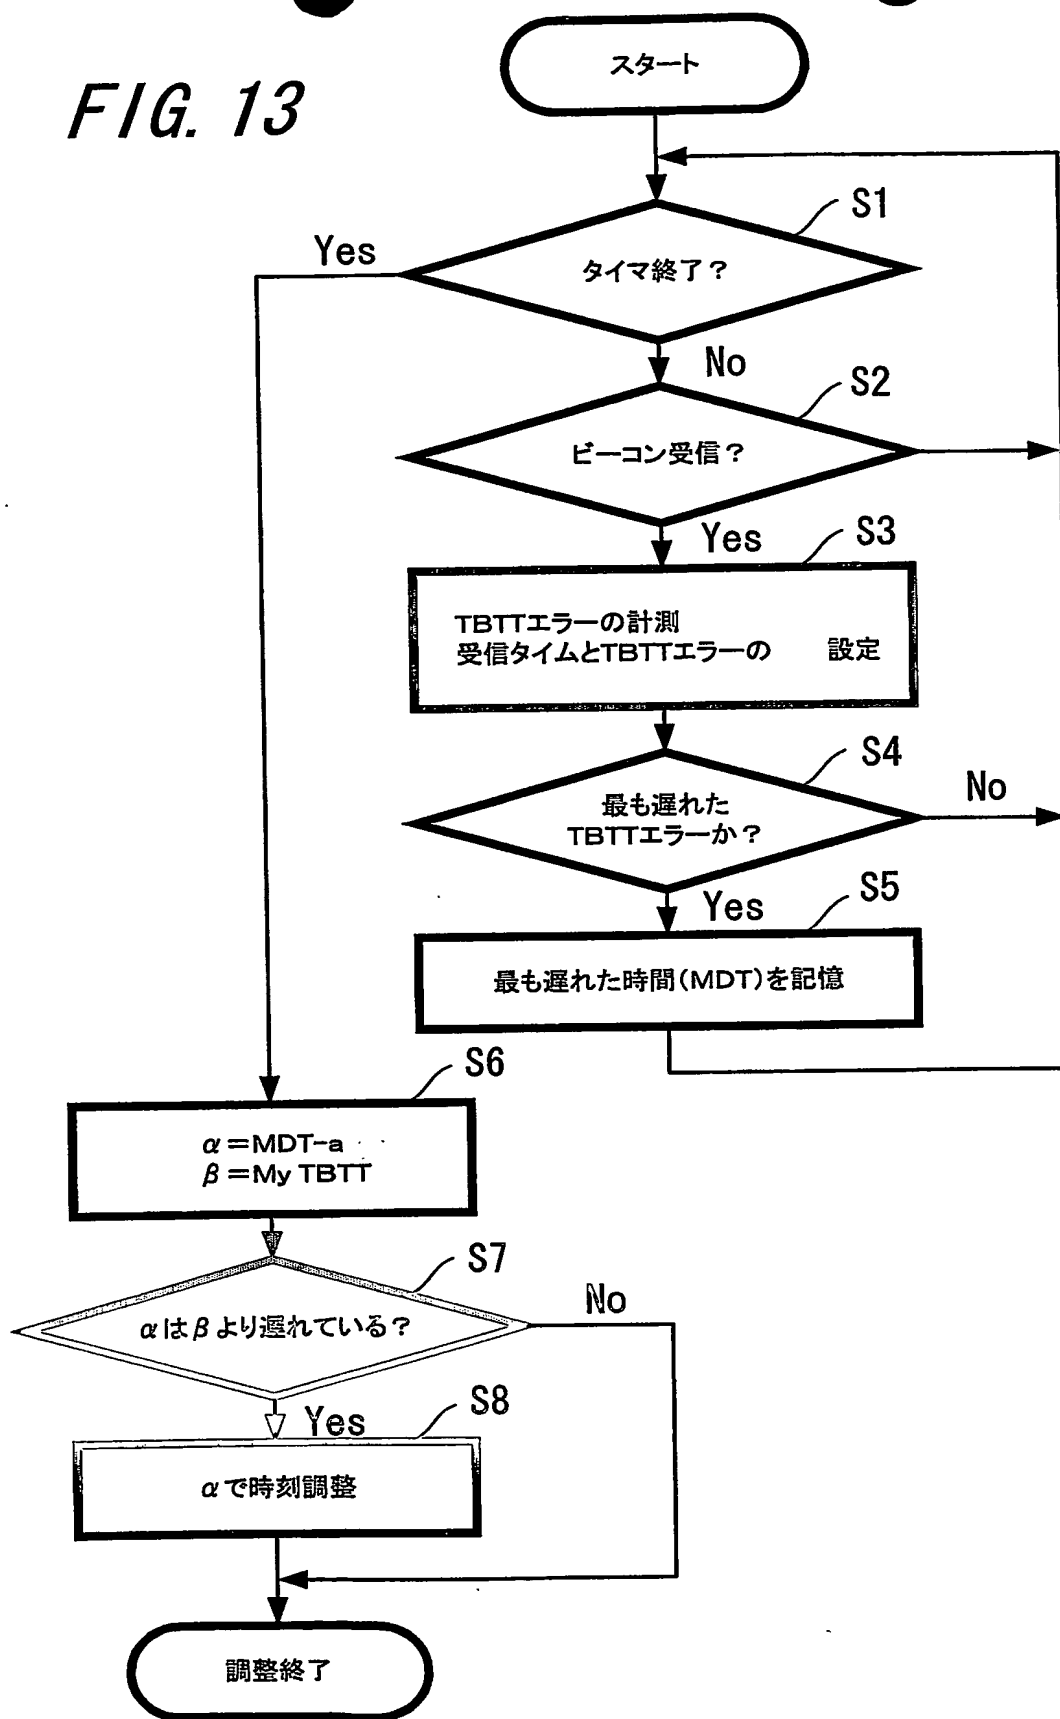 FIG. 13
スタート
S1
タイマ終了?
Yes
No
S2
ビーコン受信?
Yes
S3
TBTTエラーの計測
受信タイムとTBTTエラーの 設定
S4
最も遅れた
TBTTエラーか?
No
Yes
S5
最も遅れた時間(MDT)を記憶
S6
α=MDT-a
β=My TBTT
S7
αはβより遅れている?
No
Yes
S8
αで時刻調整
調整終了